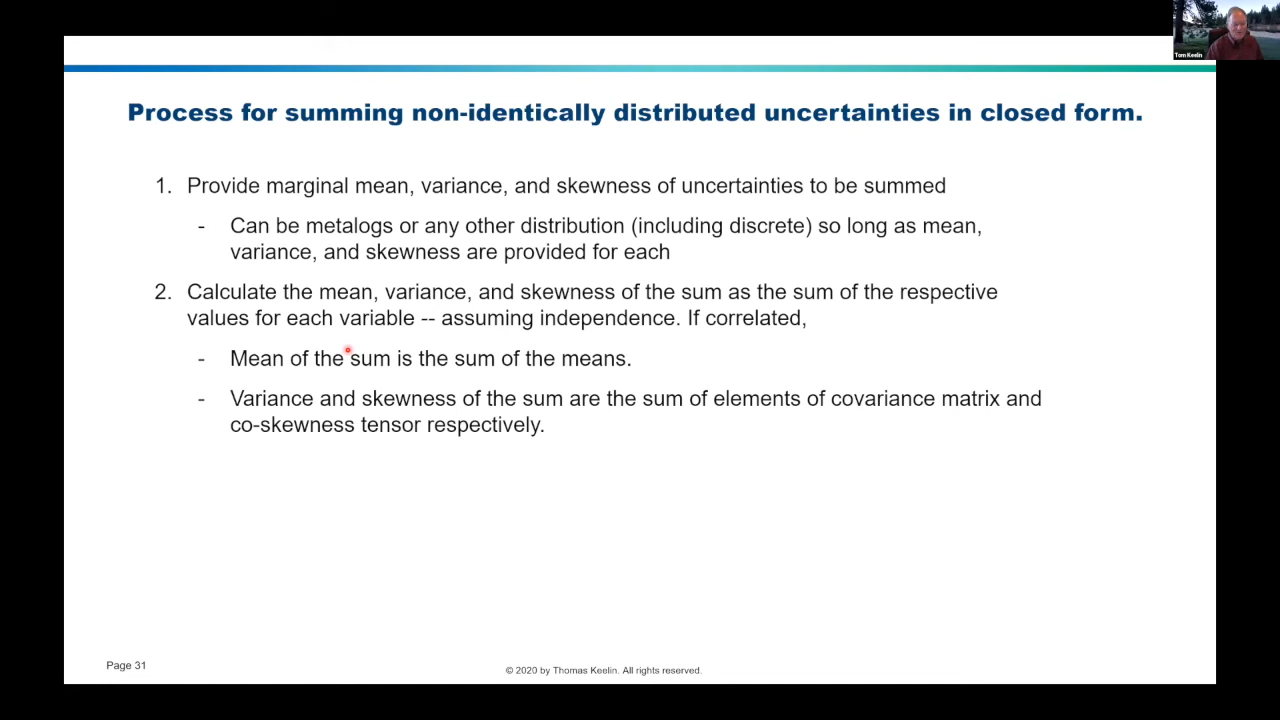 Tom Keelin
Process for summing non-identically distributed uncertainties in closed form.
1. Provide marginal mean, variance, and skewness of uncertainties to be summed
- Can be metalogs or any other distribution (including discrete) so long as mean,
variance, and skewness are provided for each
2. Calculate the mean, variance, and skewness of the sum as the sum of the respective
values for each variable -- assuming independence. If correlated,
- Mean of the sum is the sum of the means.
- Variance and skewness of the sum are the sum of elements of covariance matrix and
co-skewness tensor respectively.
Page 31
© 2020 by Thomas Keelin. All rights reserved.